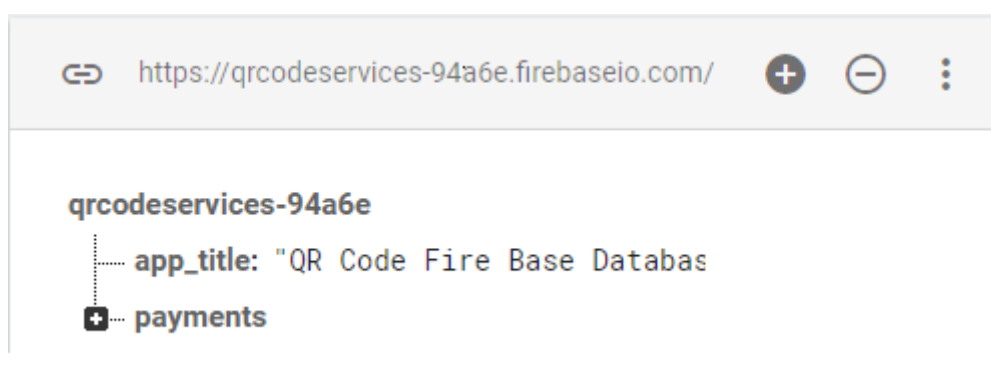 https://qrcodeservices-94a6e.firebaseio.com/
qrcodeservices-94a6e
app_title: "QR Code Fire Base Databas
payments